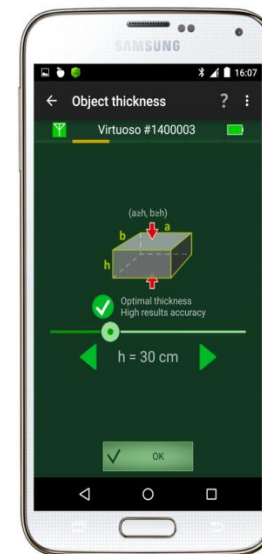 SAMSUNG
16:07
Object thickness ?
Virtuoso #1400003
(a≥h, b≥h)
b a
h
Optimal thickness
High results accuracy
h = 30 cm
OK